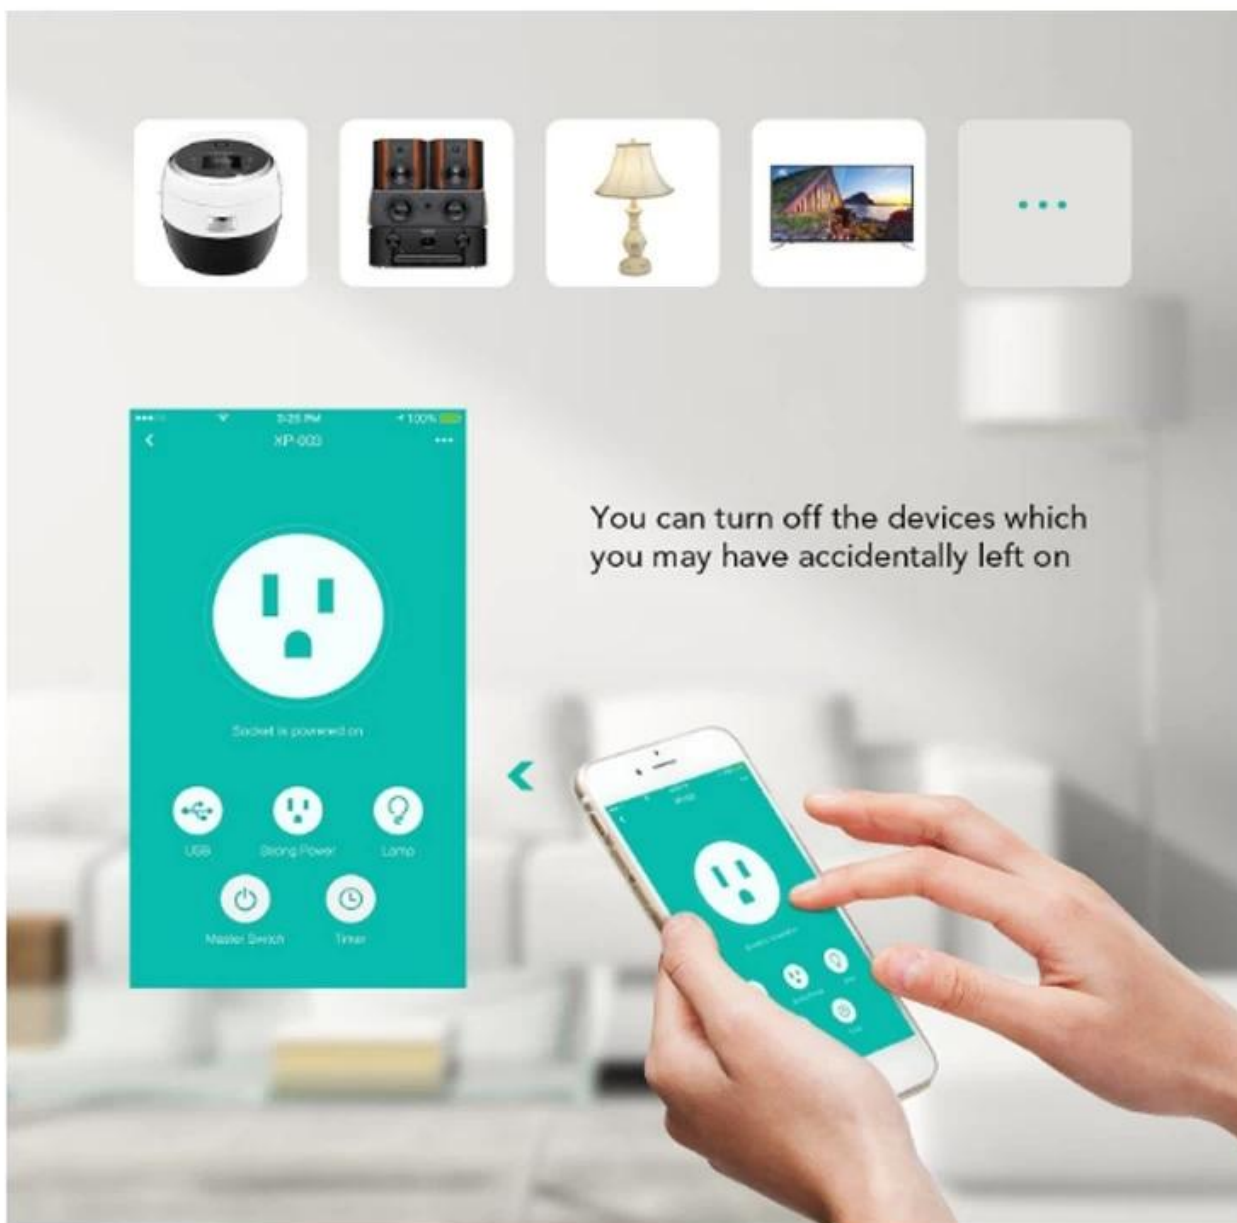 100%
XP-003
You can turn off the devices which
you may have accidentally left on
Socket is powered on
USB
Strong Power
Lamp
Master Switch
Timer